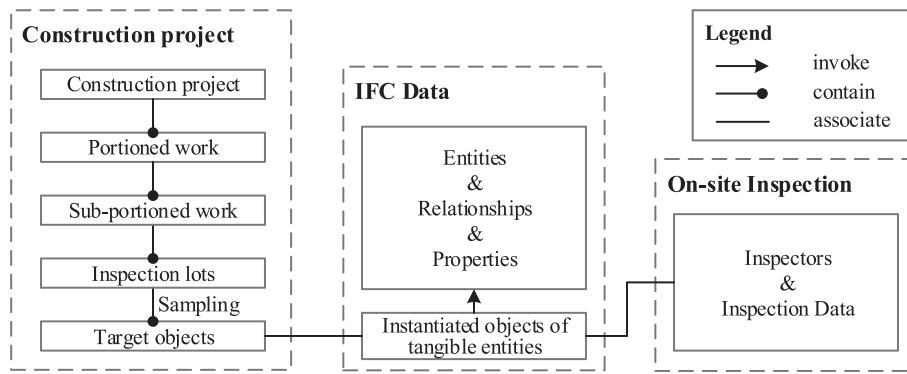 Construction project
Construction project
Portioned work
Sub-portioned work
Inspection lots
Sampling
Target objects
IFC Data
Entities
&
Relationships
&
Properties
Instantiated objects of
tangible entities
Legend
invoke
contain
associate
On-site Inspection
Inspectors
&
Inspection Data